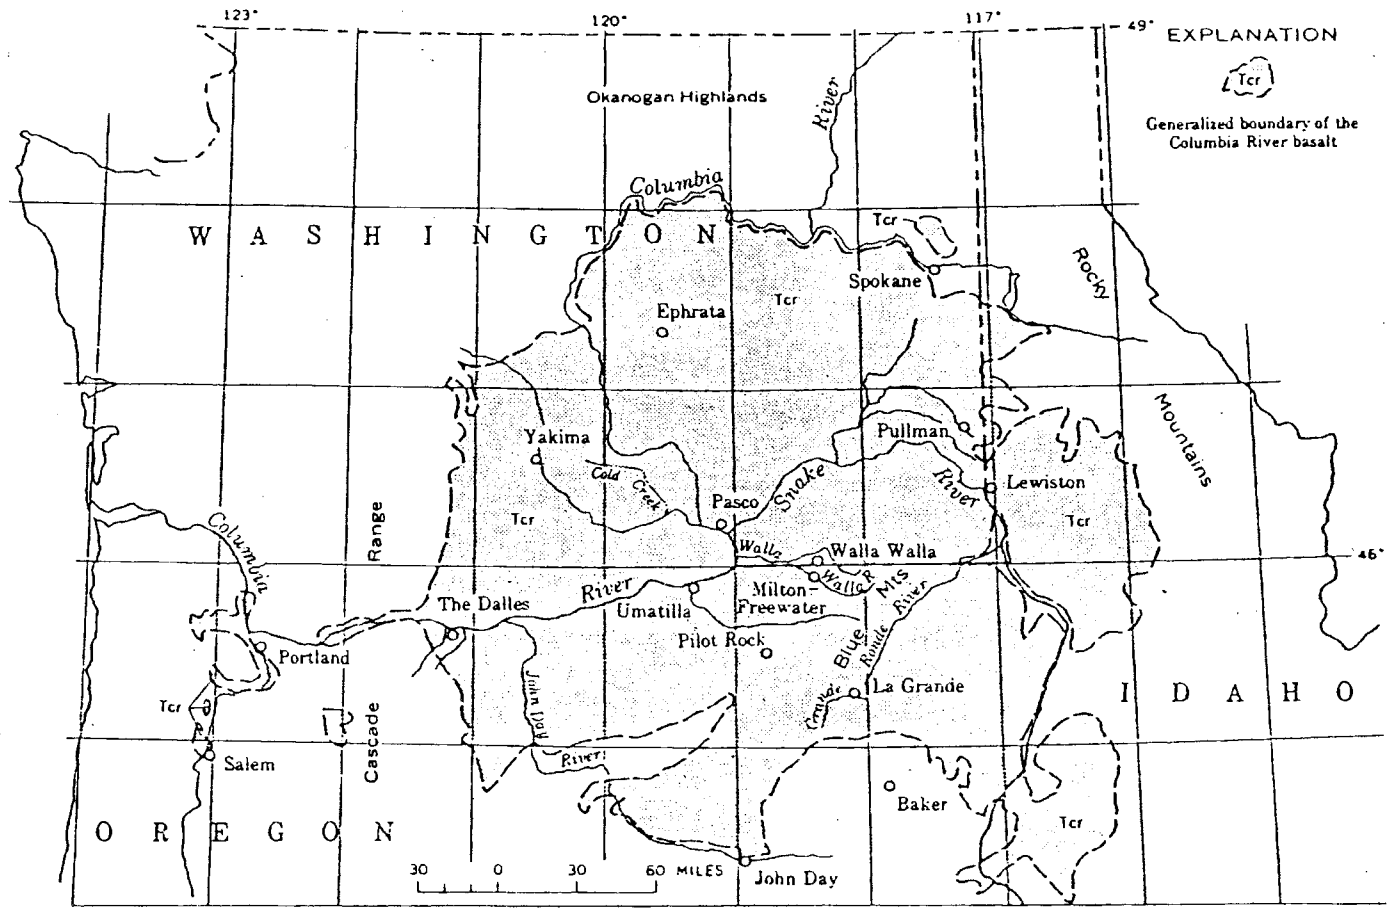 123°
120°
117°
49°
EXPLANATION
Tcr
Generalized boundary of the
Columbia River basalt
Okanogan Highlands
River
Columbia
Tcr
WASHINGTON
Spokane
Rocky
Tcr
Ephrata
Mountains
Pullman
Yakima
Cold
Creek
Snake
River
Lewiston
Pasco
Tcr
Tcr
Columbia
Range
Walla
Walla Walla
Walla R
46°
Mts
River
Milton-
Freewater
River
The Dalles
Umatilla
Pilot Rock
Blue
Ronde
Portland
John Day
Grande
La Grande
IDAHO
Tcr
Cascade
River
Salem
Baker
Tcr
OREGON
30 0 30 60 MILES
John Day